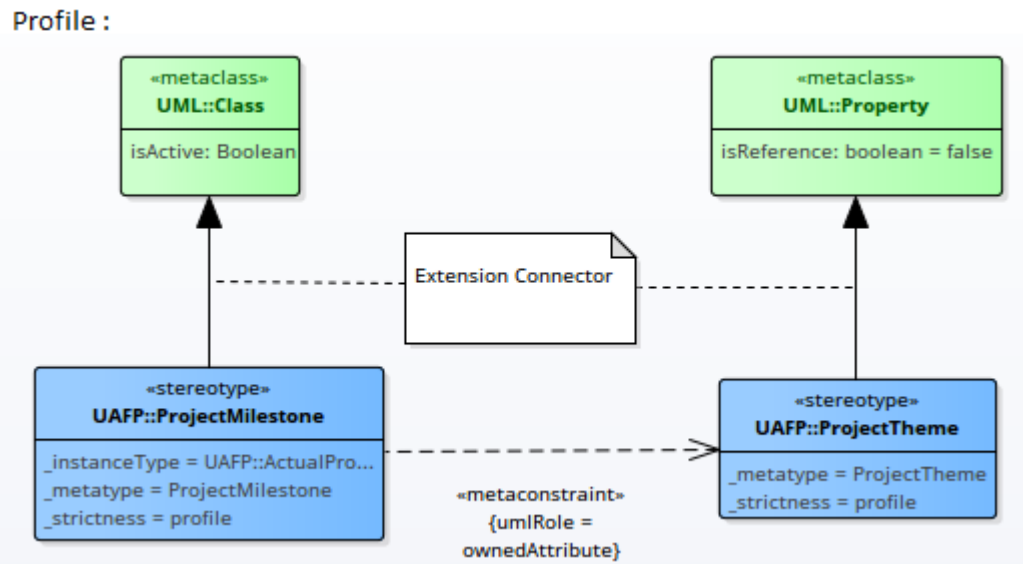 Profile :
«metaclass»
UML::Class
isActive: Boolean
«metaclass»
UML::Property
isReference: boolean = false
Extension Connector
«stereotype»
UAFP::ProjectMilestone
_instanceType = UAFP::ActualPro...
_metatype = ProjectMilestone
_strictness = profile
«stereotype»
UAFP::ProjectTheme
_metatype = ProjectTheme
_strictness = profile
«metaconstraint»
{umlRole =
ownedAttribute}